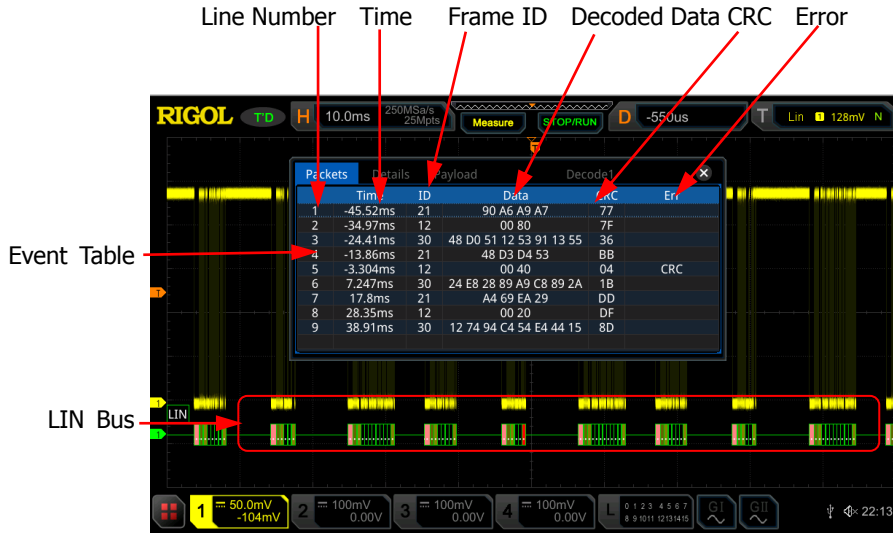 Line Number Time Frame ID Decoded Data CRC Error
RIGOL T'D H 10.0ms 250MSa/s 25Mpts Measure STOP/RUN D -550us T Lin 1 128mV N
T
Packets Details Payload Decode1 ×
Time ID Data CRC Err
1 -45.52ms 21 90 A6 A9 A7 77
2 -34.97ms 12 00 80 7F
3 -24.41ms 30 48 D0 51 12 53 91 13 55 36
4 -13.86ms 21 48 D3 D4 53 BB
5 -3.304ms 12 00 40 04 CRC
6 7.247ms 30 24 E8 28 89 A9 C8 89 2A 1B
7 17.8ms 21 A4 69 EA 29 DD
8 28.35ms 12 00 20 DF
9 38.91ms 30 12 74 94 C4 54 E4 44 15 8D
Event Table
T
1
LIN
LIN Bus
1
1 50.0mV -104mV 2 100mV 0.00V 3 100mV 0.00V 4 100mV 0.00V L 0 1 2 3 4 5 6 7 8 9 10 11 12 13 14 15 GI GII 22:13